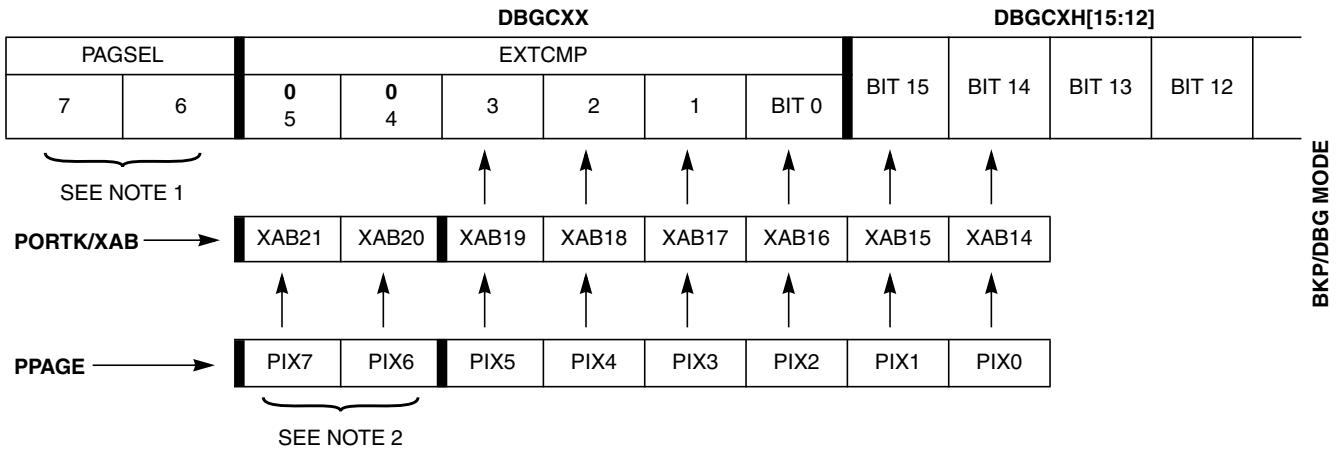 DBGCXX DBGCXH[15:12]
PAGSEL EXTCMP
7 6 0 5 0 4 3 2 1 BIT 0 BIT 15 BIT 14 BIT 13 BIT 12
SEE NOTE 1
PORTK/XAB XAB21 XAB20 XAB19 XAB18 XAB17 XAB16 XAB15 XAB14
PPAGE PIX7 PIX6 PIX5 PIX4 PIX3 PIX2 PIX1 PIX0
SEE NOTE 2
BKP/DBG MODE